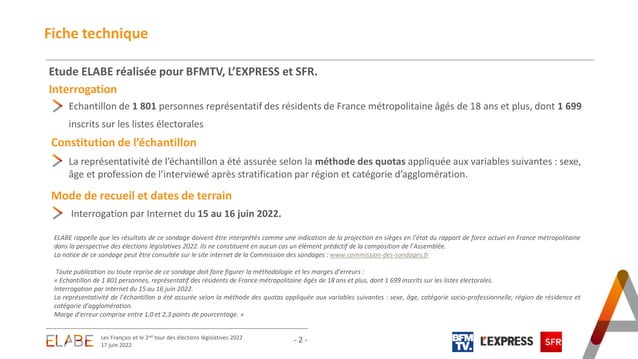 Fiche technique
Etude ELABE réalisée pour BFMTV, L'EXPRESS et SFR.
Interrogation
Echantillon de 1 801 personnes représentatif des résidents de France métropolitaine âgés de 18 ans et plus, dont 1 699
inscrits sur les listes électorales
Constitution de l'échantillon
La représentativité de l'échantillon a été assurée selon la méthode des quotas appliquée aux variables suivantes : sexe,
âge et profession de l'interviewé après stratification par région et catégorie d'agglomération.
Mode de recueil et dates de terrain
Interrogation par Internet du 15 au 16 juin 2022.
ELABE rappelle que les résultats de ce sondage doivent être interprétés comme une indication de la projection en sièges en l'état du rapport de force actuel en France métropolitaine
dans la perspective des élections législatives 2022. Ils ne constituent en aucun cas un élément prédictif de la composition de l'Assemblée.
La notice de ce sondage peut être consultée sur le site internet de la Commission des sondages : www.commission-des-sondages.fr
Toute publication ou toute reprise de ce sondage doit faire figurer la méthodologie et les marges d'erreurs :
« Echantillon de 1 801 personnes, représentatif des résidents de France métropolitaine âgés de 18 ans et plus, dont 1 699 inscrits sur les listes électorales.
Interrogation par Internet du 15 au 16 juin 2022.
La représentativité de l'échantillon a été assurée selon la méthode des quotas appliquée aux variables suivantes : sexe, âge, catégorie socio-professionnelle, région de résidence et
catégorie d'agglomération.
Marge d'erreur comprise entre 1,0 et 2,3 points de pourcentage. »
ELABE
Les Français et le 2nd tour des élections législatives 2022
17 juin 2022
- 2 -
BFM
TV.
L'EXPRESS
SFR